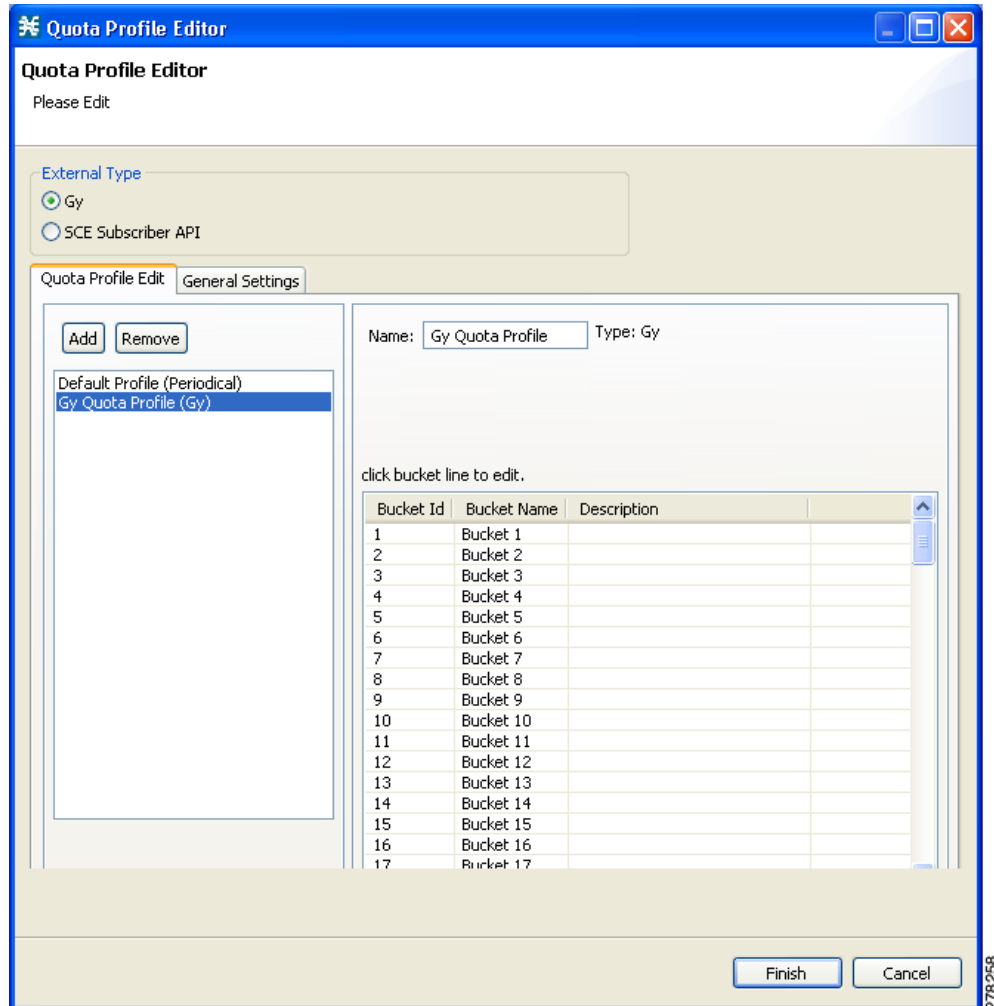 Quota Profile Editor
Quota Profile Editor
Please Edit
External Type
Gy
SCE Subscriber API
Quota Profile Edit General Settings
Add Remove
Default Profile (Periodical)
Gy Quota Profile (Gy)
Name: Gy Quota Profile Type: Gy
click bucket line to edit.
Bucket Id Bucket Name Description
1 Bucket 1
2 Bucket 2
3 Bucket 3
4 Bucket 4
5 Bucket 5
6 Bucket 6
7 Bucket 7
8 Bucket 8
9 Bucket 9
10 Bucket 10
11 Bucket 11
12 Bucket 12
13 Bucket 13
14 Bucket 14
15 Bucket 15
16 Bucket 16
17 Bucket 17
Finish Cancel
278258